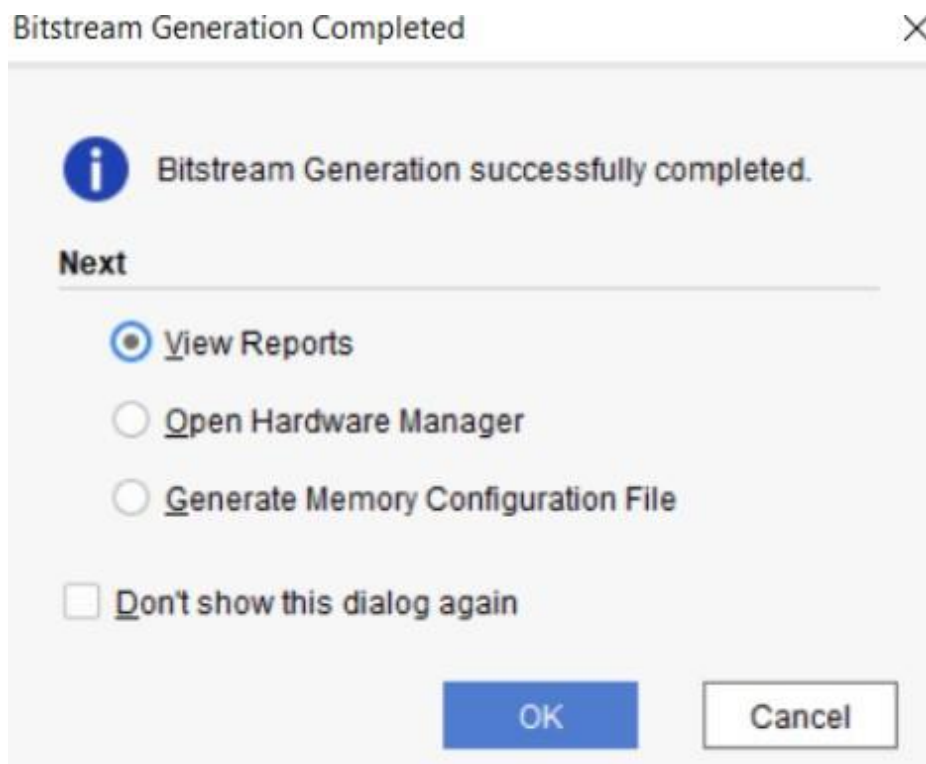 Bitstream Generation Completed
Bitstream Generation successfully completed.
Next
View Reports
Open Hardware Manager
Generate Memory Configuration File
Don't show this dialog again
OK
Cancel